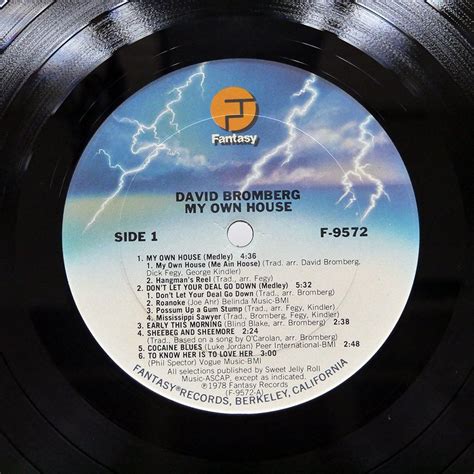 Fantasy
DAVID BROMBERG
MY OWN HOUSE
SIDE 1
F-9572
1. MY OWN HOUSE (Medley) 4:36
1. My Own House (Me Ain Hoose) (Trad., arr. David Bromberg,
Dick Fegy, George Kindler)
2. Hangman's Reel (Trad., arr. Fegy)
2. DON'T LET YOUR DEAL GO DOWN (Medley) 5:38
1. Don't Let Your Deal Go Down (Trad., arr. Bromberg)
2. Roanoke (Joe Ahr) Belinda Music-BMI
3. Possum Up a Gum Stump (Trad., arr. Fegy, Kindler)
4. Mississippi Sawyer (Trad., arr. Bromberg, Fegy, Kindler)
3. EARLY THIS MORNING (Blind Blake, arr. Bromberg) 5:38
4. SHEEBEG AND SHEEMORE 2:24
(Trad.. Based on a song by O'Carolan, arr. Bromberg)
5. COCAINE BLUES (Luke Jordan) Peer International-BMI) 2:48
6. TO KNOW HER IS TO LOVE HER 3:00
(Phil Spector) Vogue Music-BMI
All selections published by Sweet Jelly Roll
Music-ASCAP, except as indicated.
℗1978 Fantasy Records
(F-9572-A)
FANTASY® RECORDS, BERKELEY, CALIFORNIA